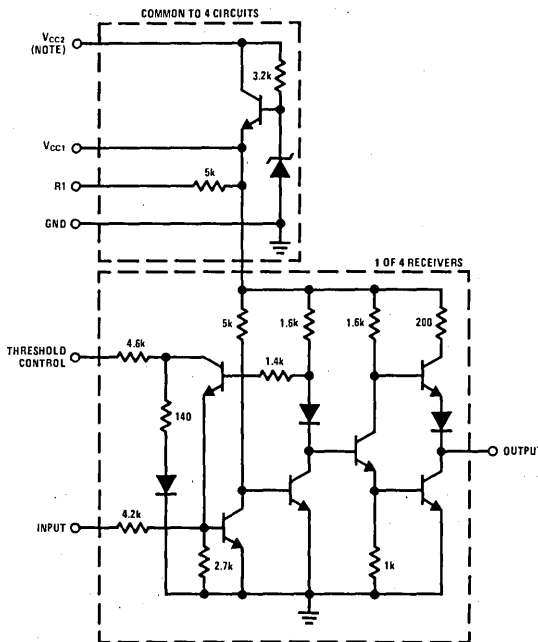 COMMON TO 4 CIRCUITS
VCC2
(NOTE)
3.2k
VCC1
R1
5k
GND
1 OF 4 RECEIVERS
5k
1.6k
1.6k
200
THRESHOLD
CONTROL
4.6k
1.4k
140
OUTPUT
INPUT
4.2k
2.7k
1k